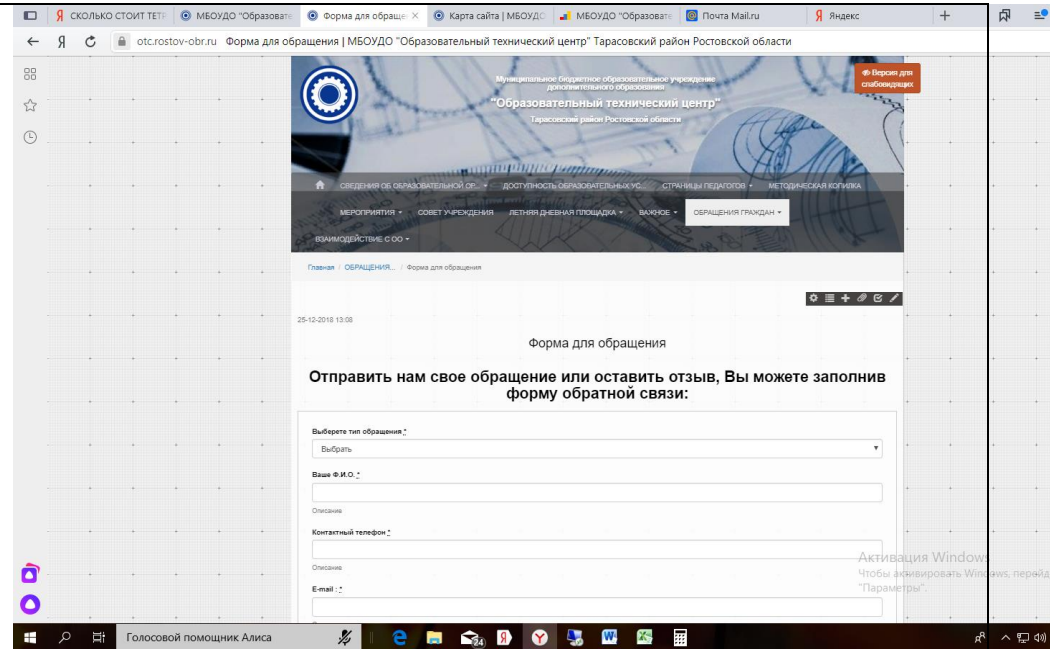 СКОЛЬКО СТОИТ ТЕТР
МБОУДО "Образовате
Форма для обраще
Карта сайта | МБОУДО
МБОУДО "Образовате
Почта Mail.ru
Яндекс
otc.rostov-obr.ru Форма для обращения | МБОУДО "Образовательный технический центр" Тарасовский район Ростовской области
Версия для
слабовидящих
Муниципальное бюджетное образовательное учреждение
дополнительного образования
"Образовательный технический центр"
Тарасовский район Ростовской области
СВЕДЕНИЯ ОБ ОБРАЗОВАТЕЛЬНОЙ ОР... ДОСТУПНОСТЬ ОБРАЗОВАТЕЛЬНЫХ УС... СТРАНИЦЫ ПЕДАГОГОВ МЕТОДИЧЕСКАЯ КОПИЛКА
МЕРОПРИЯТИЯ СОВЕТ УЧРЕЖДЕНИЯ ЛЕТНЯЯ ДНЕВНАЯ ПЛОЩАДКА ВАЖНОЕ ОБРАЩЕНИЯ ГРАЖДАН
ВЗАИМОДЕЙСТВИЕ С ОО
Главная / ОБРАЩЕНИЯ... / Форма для обращения
25-12-2018 13:08
Форма для обращения
Отправить нам свое обращение или оставить отзыв, Вы можете заполнив
форму обратной связи:
Выберете тип обращения *
Выбрать
Ваше Ф.И.О. *
Описание
Контактный телефон *
Описание
E-mail : *
Активация Windows
Чтобы активировать Windows, перейд
"Параметры".
Голосовой помощник Алиса
24